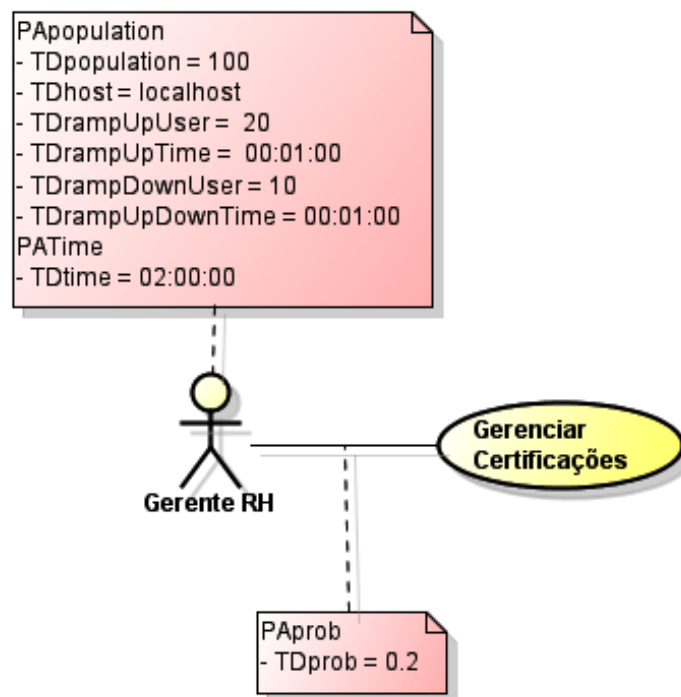 PApopulation
- TDpopulation = 100
- TDhost = localhost
- TDrampUpUser = 20
- TDrampUpTime = 00:01:00
- TDrampDownUser = 10
- TDrampUpDownTime = 00:01:00
PATime
- TDtime = 02:00:00
Gerenciar
Certificações
Gerente RH
PAprob
- TDprob = 0.2